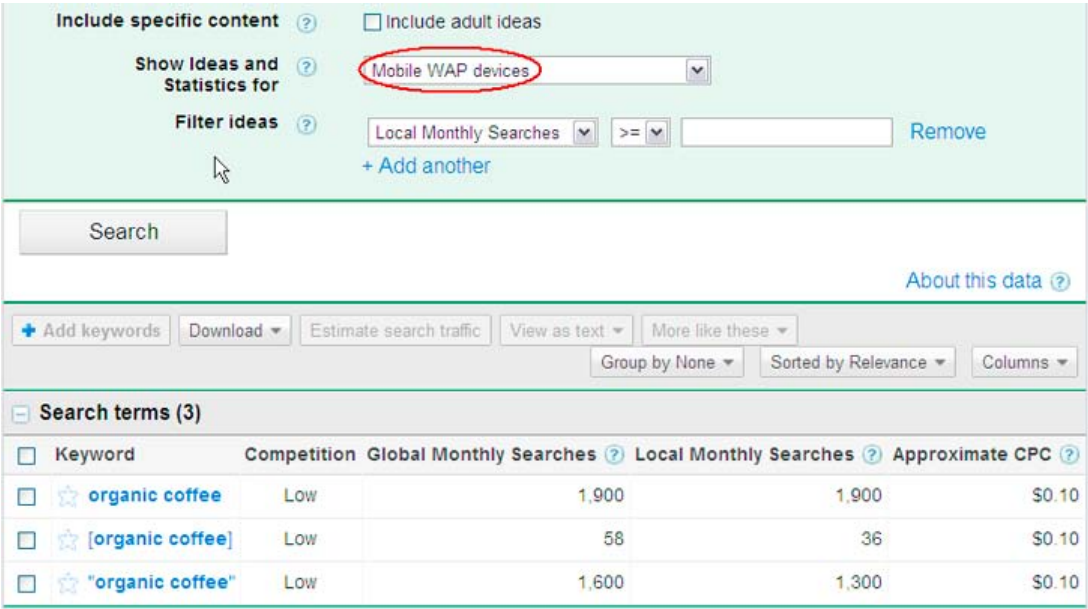 Include specific content ? Include adult ideas
Show Ideas and ? Mobile WAP devices
Statistics for
Filter ideas ? Local Monthly Searches >= Remove
+ Add another
Search
About this data ?
+ Add keywords Download Estimate search traffic View as text More like these
Group by None Sorted by Relevance Columns
Search terms (3)
Keyword Competition Global Monthly Searches ? Local Monthly Searches ? Approximate CPC ?
organic coffee Low 1,900 1,900 $0.10
[organic coffee] Low 58 36 $0.10
"organic coffee" Low 1,600 1,300 $0.10